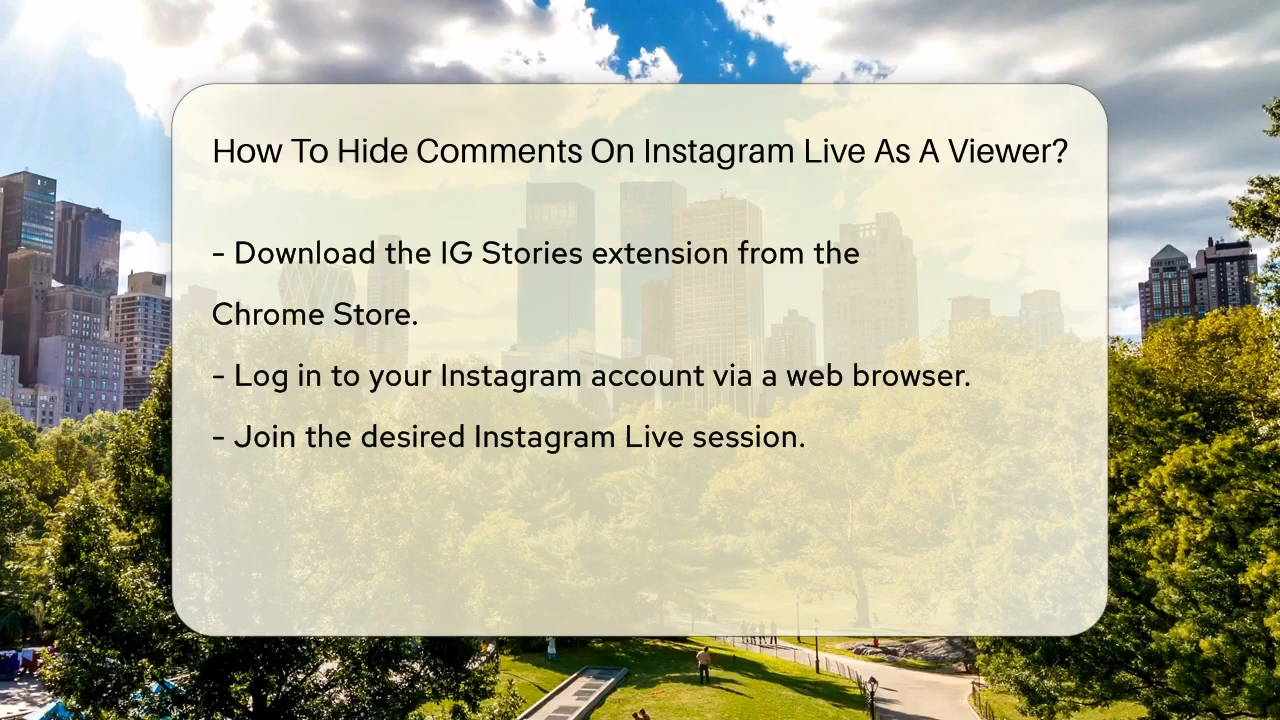 How To Hide Comments On Instagram Live As A Viewer?
- Download the IG Stories extension from the
Chrome Store.
- Log in to your Instagram account via a web browser.
- Join the desired Instagram Live session.